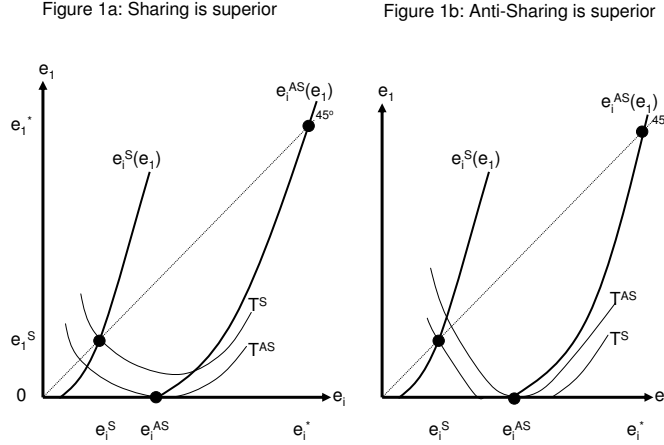 Figure 1a: Sharing is superior
Figure 1b: Anti-Sharing is superior
e1
eiAS(e1)
45°
e1*
eiS(e1)
TS
TAS
e1S
0
ei
eiS
eiAS
ei*
e1
eiAS(e1)
45
eiS(e1)
TAS
TS
e
eiS
eiAS
ei*